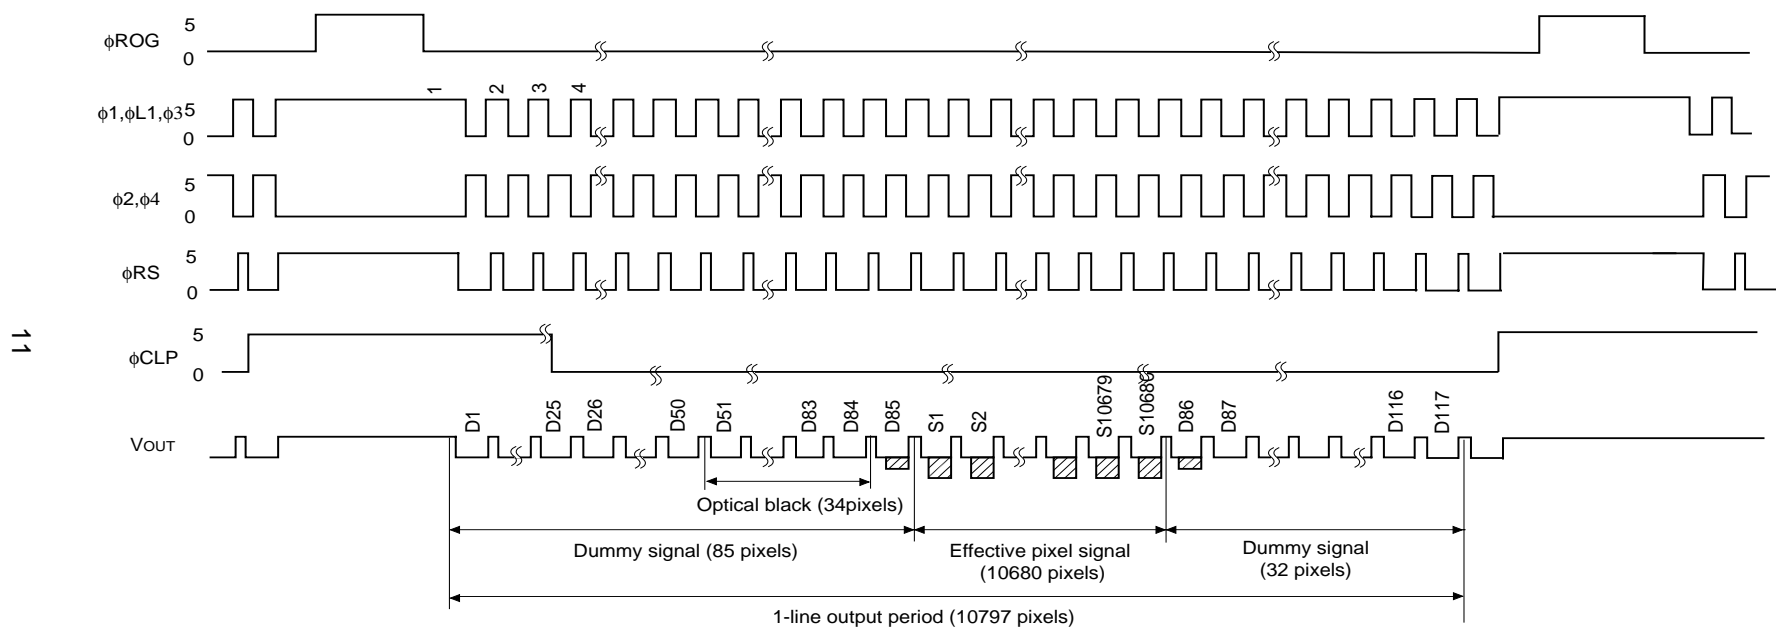 5
φROG
0
1 2 3 4
φ1,φL1,φ3 5
0
5
φ2,φ4
0
5
φRS
0
11
5
φCLP
0
D1 D25 D26 D50 D51 D83 D84 D85 S1 S2 S10679 S10680 D86 D87 D116 D117
VOUT
Optical black (34pixels)
Dummy signal (85 pixels)
Effective pixel signal
(10680 pixels)
Dummy signal
(32 pixels)
1-line output period (10797 pixels)